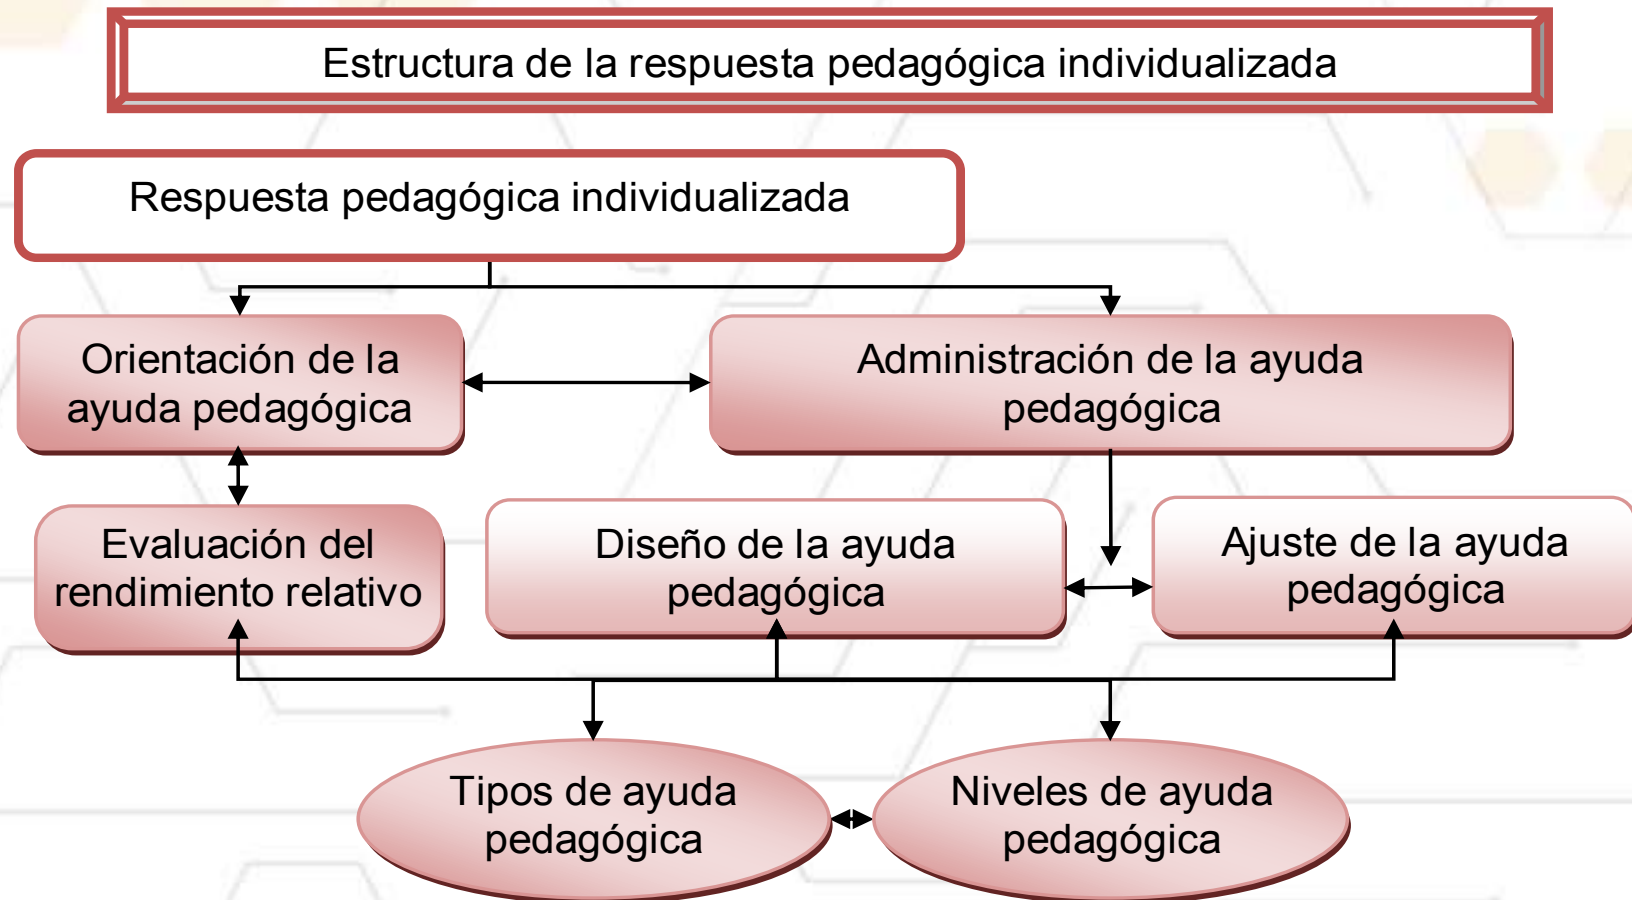 Estructura de la respuesta pedagógica individualizada
Respuesta pedagógica individualizada
Orientación de la
ayuda pedagógica
Administración de la ayuda
pedagógica
Evaluación del
rendimiento relativo
Diseño de la ayuda
pedagógica
Ajuste de la ayuda
pedagógica
Tipos de ayuda
pedagógica
Niveles de ayuda
pedagógica